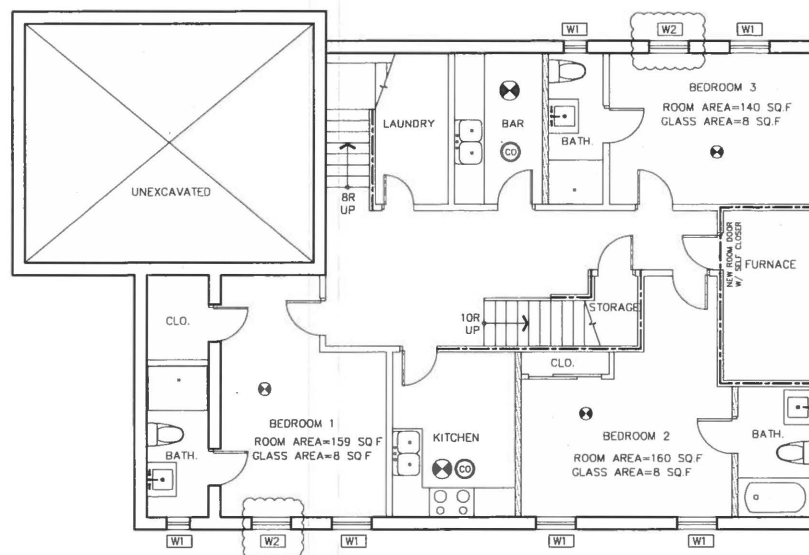 W1
W2
W1
BEDROOM 3
ROOM AREA=140 SQ.F
GLASS AREA=8 SQ.F
LAUNDRY
BAR
BATH.
CO
UNEXCAVATED
8R
UP
NEW ROOM DOOR
W/ SELF CLOSER
FURNACE
CLO.
10R
UP
STORAGE
CLO.
BEDROOM 1
ROOM AREA=159 SQ.F
GLASS AREA=8 SQ.F
KITCHEN
CO
BEDROOM 2
ROOM AREA=160 SQ.F
GLASS AREA=8 SQ.F
BATH.
BATH.
W1
W2
W1
W1
W1